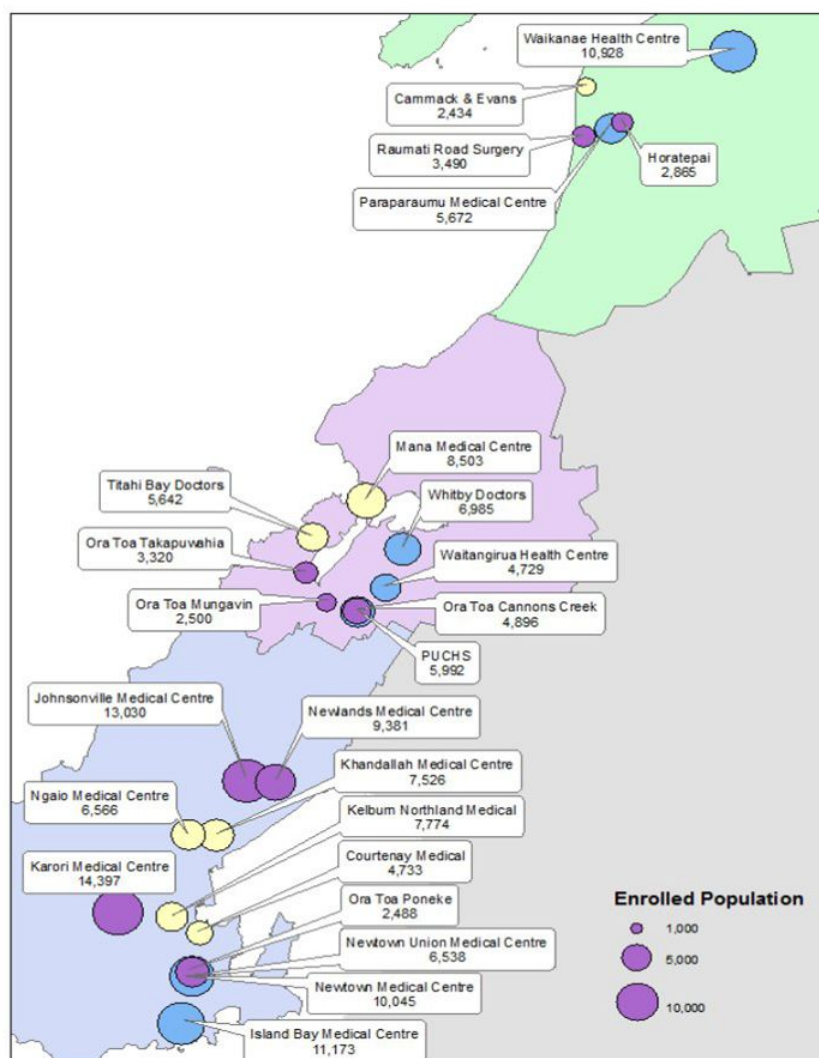 Waikanae Health Centre
10,928
Cammack & Evans
2,434
Raumati Road Surgery
3,490
Horatepai
2,865
Paraparaumu Medical Centre
5,672
Mana Medical Centre
8,503
Titahi Bay Doctors
5,642
Whitby Doctors
6,985
Ora Toa Takapuwahia
3,320
Waitangirua Health Centre
4,729
Ora Toa Mungavin
2,500
Ora Toa Cannons Creek
4,896
PUCHS
5,992
Johnsonville Medical Centre
13,030
Newlands Medical Centre
9,381
Khandallah Medical Centre
7,526
Ngaio Medical Centre
6,566
Kelburn Northland Medical
7,774
Karori Medical Centre
14,397
Courtenay Medical
4,733
Ora Toa Poneke
2,488
Newtown Union Medical Centre
6,538
Newtown Medical Centre
10,045
Island Bay Medical Centre
11,173
Enrolled Population
1,000
5,000
10,000